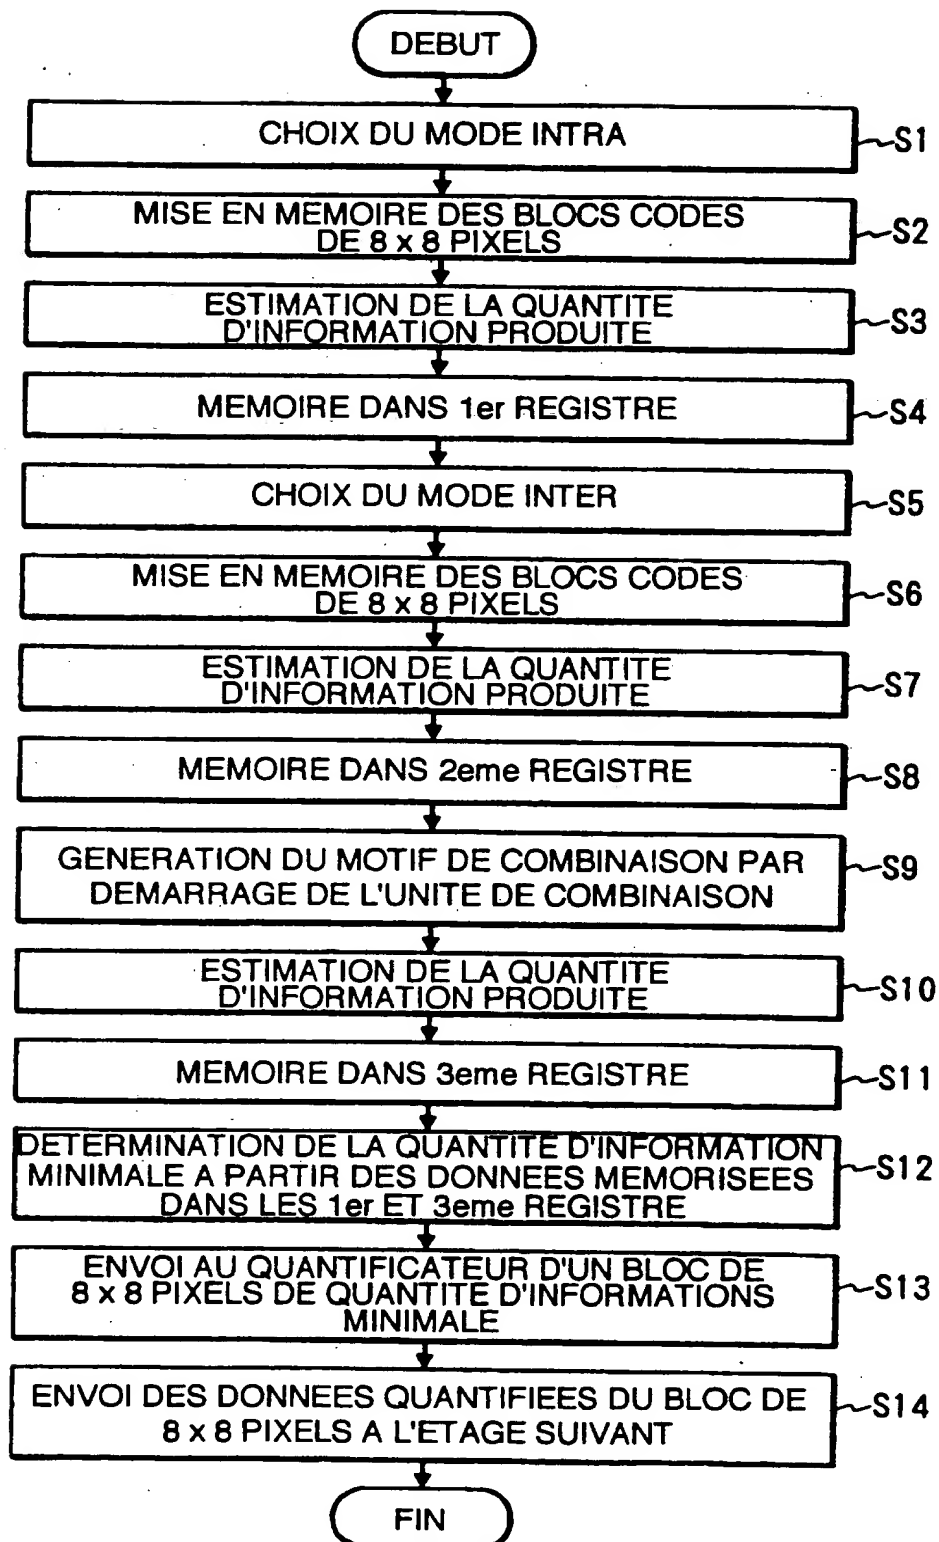 DEBUT
CHOIX DU MODE INTRA
S1
MISE EN MEMOIRE DES BLOCS CODES
DE 8 x 8 PIXELS
S2
ESTIMATION DE LA QUANTITE
D'INFORMATION PRODUITE
S3
MEMOIRE DANS 1er REGISTRE
S4
CHOIX DU MODE INTER
S5
MISE EN MEMOIRE DES BLOCS CODES
DE 8 x 8 PIXELS
S6
ESTIMATION DE LA QUANTITE
D'INFORMATION PRODUITE
S7
MEMOIRE DANS 2eme REGISTRE
S8
GENERATION DU MOTIF DE COMBINAISON PAR
DEMARRAGE DE L'UNITE DE COMBINAISON
S9
ESTIMATION DE LA QUANTITE
D'INFORMATION PRODUITE
S10
MEMOIRE DANS 3eme REGISTRE
S11
DETERMINATION DE LA QUANTITE D'INFORMATION
MINIMALE A PARTIR DES DONNEES MEMORISEES
DANS LES 1er ET 3eme REGISTRE
S12
ENVOI AU QUANTIFICATEUR D'UN BLOC DE
8 x 8 PIXELS DE QUANTITE D'INFORMATIONS
MINIMALE
S13
ENVOI DES DONNEES QUANTIFIEES DU BLOC DE
8 x 8 PIXELS A L'ETAGE SUIVANT
S14
FIN